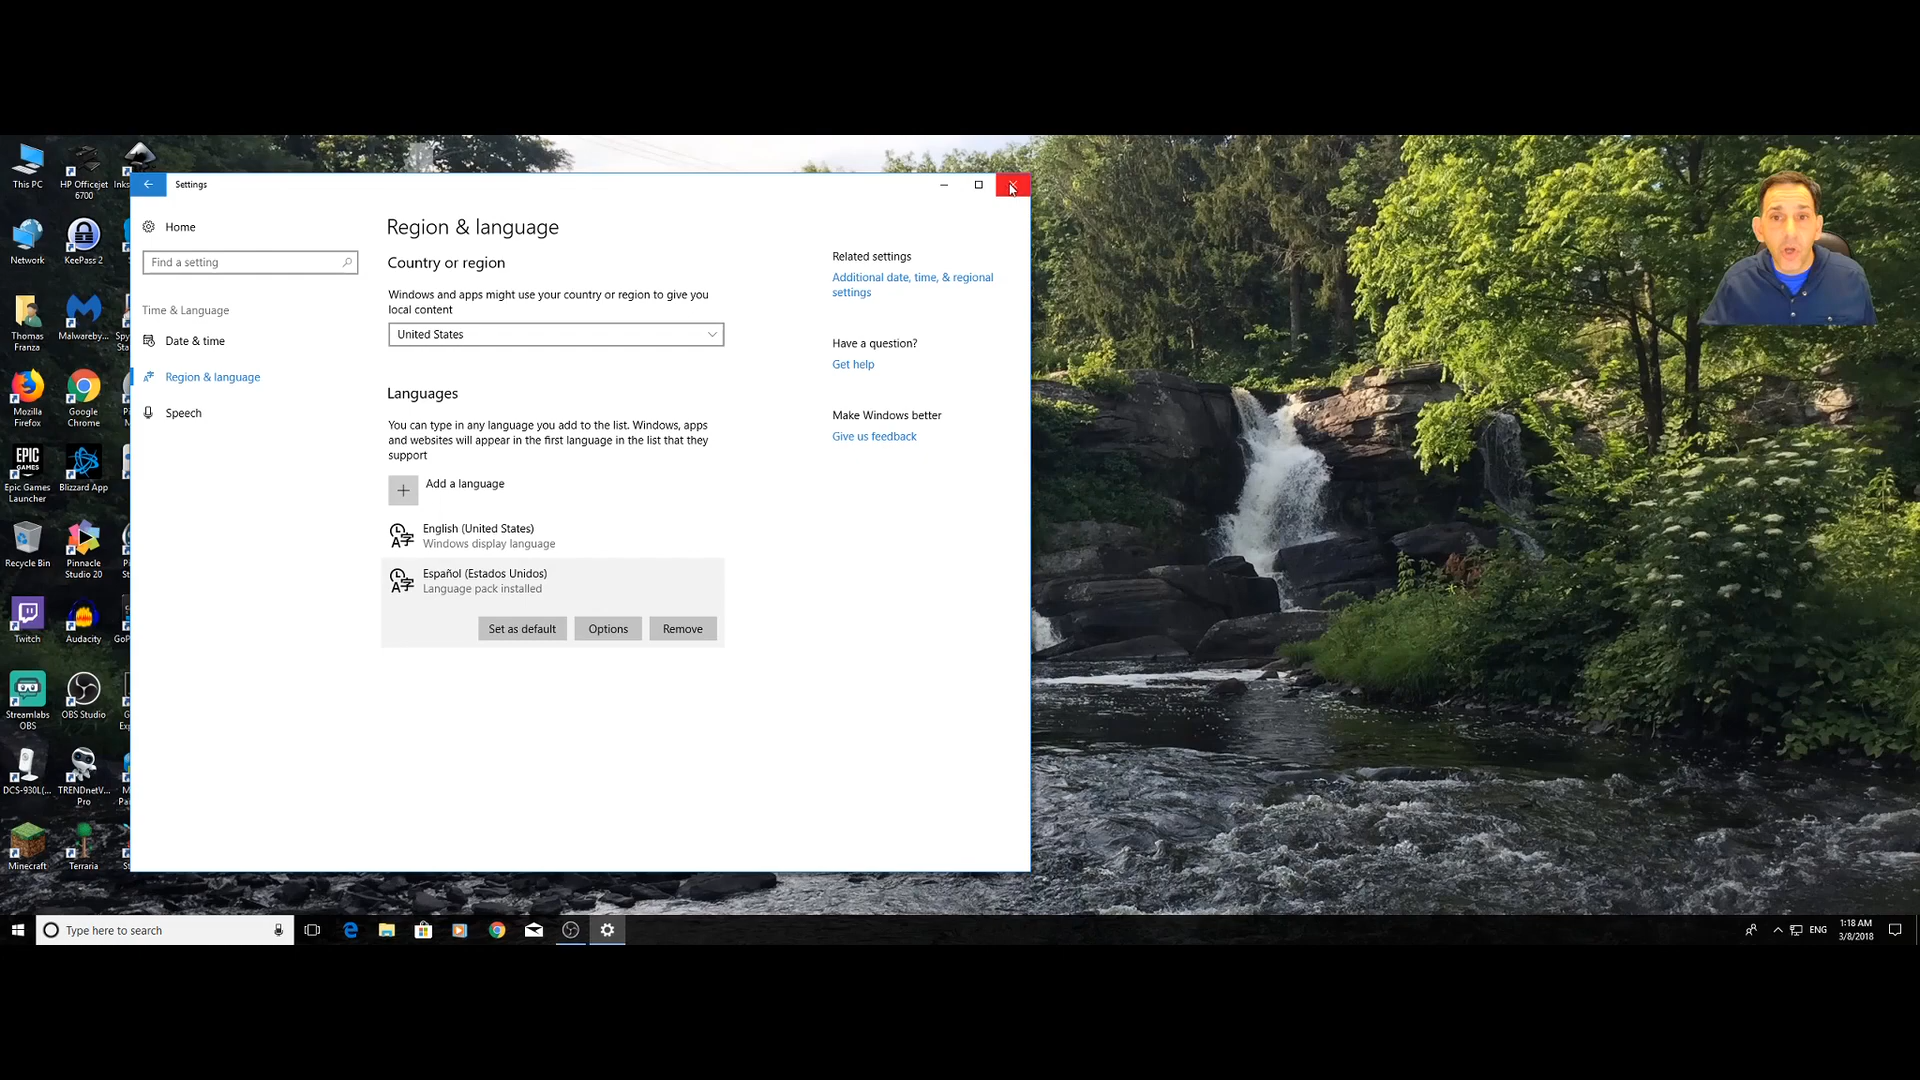 This PC
HP Officejet
6700
Inks
Network
KeePass 2
Thomas
Franza
Malwareby...
Mozilla
Firefox
Google
Chrome
EPIC
GAMES
Epic Games
Launcher
Blizzard App
Recycle Bin
Pinnacle
Studio 20
Twitch
Audacity
Streamlabs
OBS
OBS Studio
DCS-930L(...
TRENDnetV...
Pro
Minecraft
Terraria
Settings
Home
Find a setting
Time & Language
Date & time
Region & language
Speech
Region & language
Country or region
Windows and apps might use your country or region to give you
local content
United States
Languages
You can type in any language you add to the list. Windows, apps
and websites will appear in the first language in the list that they
support
Add a language
English (United States)
Windows display language
Español (Estados Unidos)
Language pack installed
Set as default
Options
Remove
Related settings
Additional date, time, & regional
settings
Have a question?
Get help
Make Windows better
Give us feedback
Type here to search
ENG
1:18 AM
3/8/2018